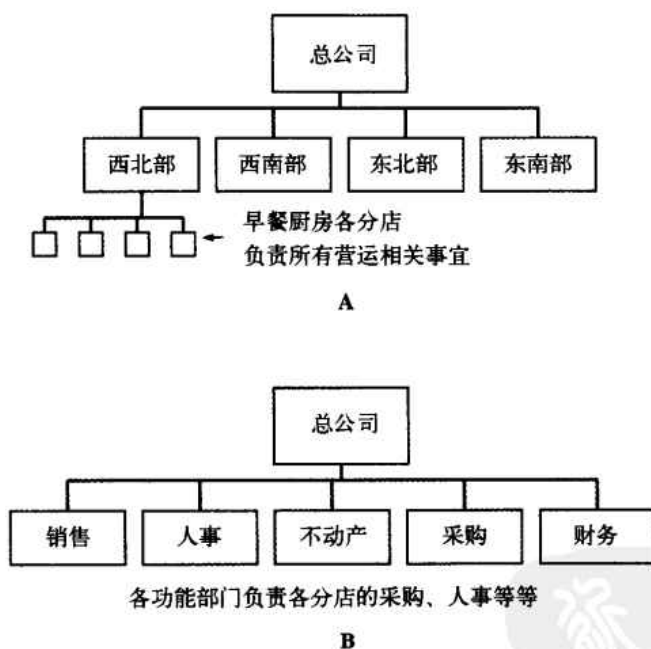 总公司
西北部
西南部
东北部
东南部
早餐厨房各分店
负责所有营运相关事宜
A
总公司
销售
人事
不动产
采购
财务
各功能部门负责各分店的采购、人事等等
B